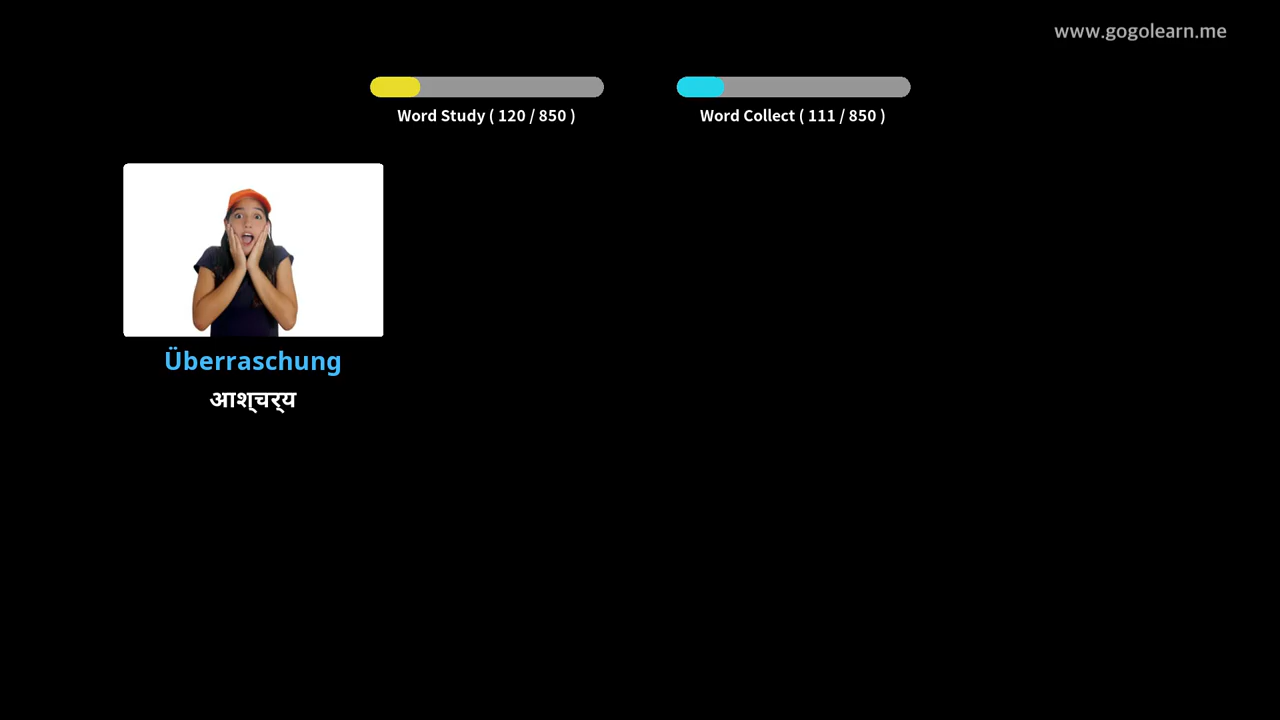 www.gogolearn.me
Word Study ( 120 / 850 )
Word Collect ( 111 / 850 )
Überraschung
आश्चर्य